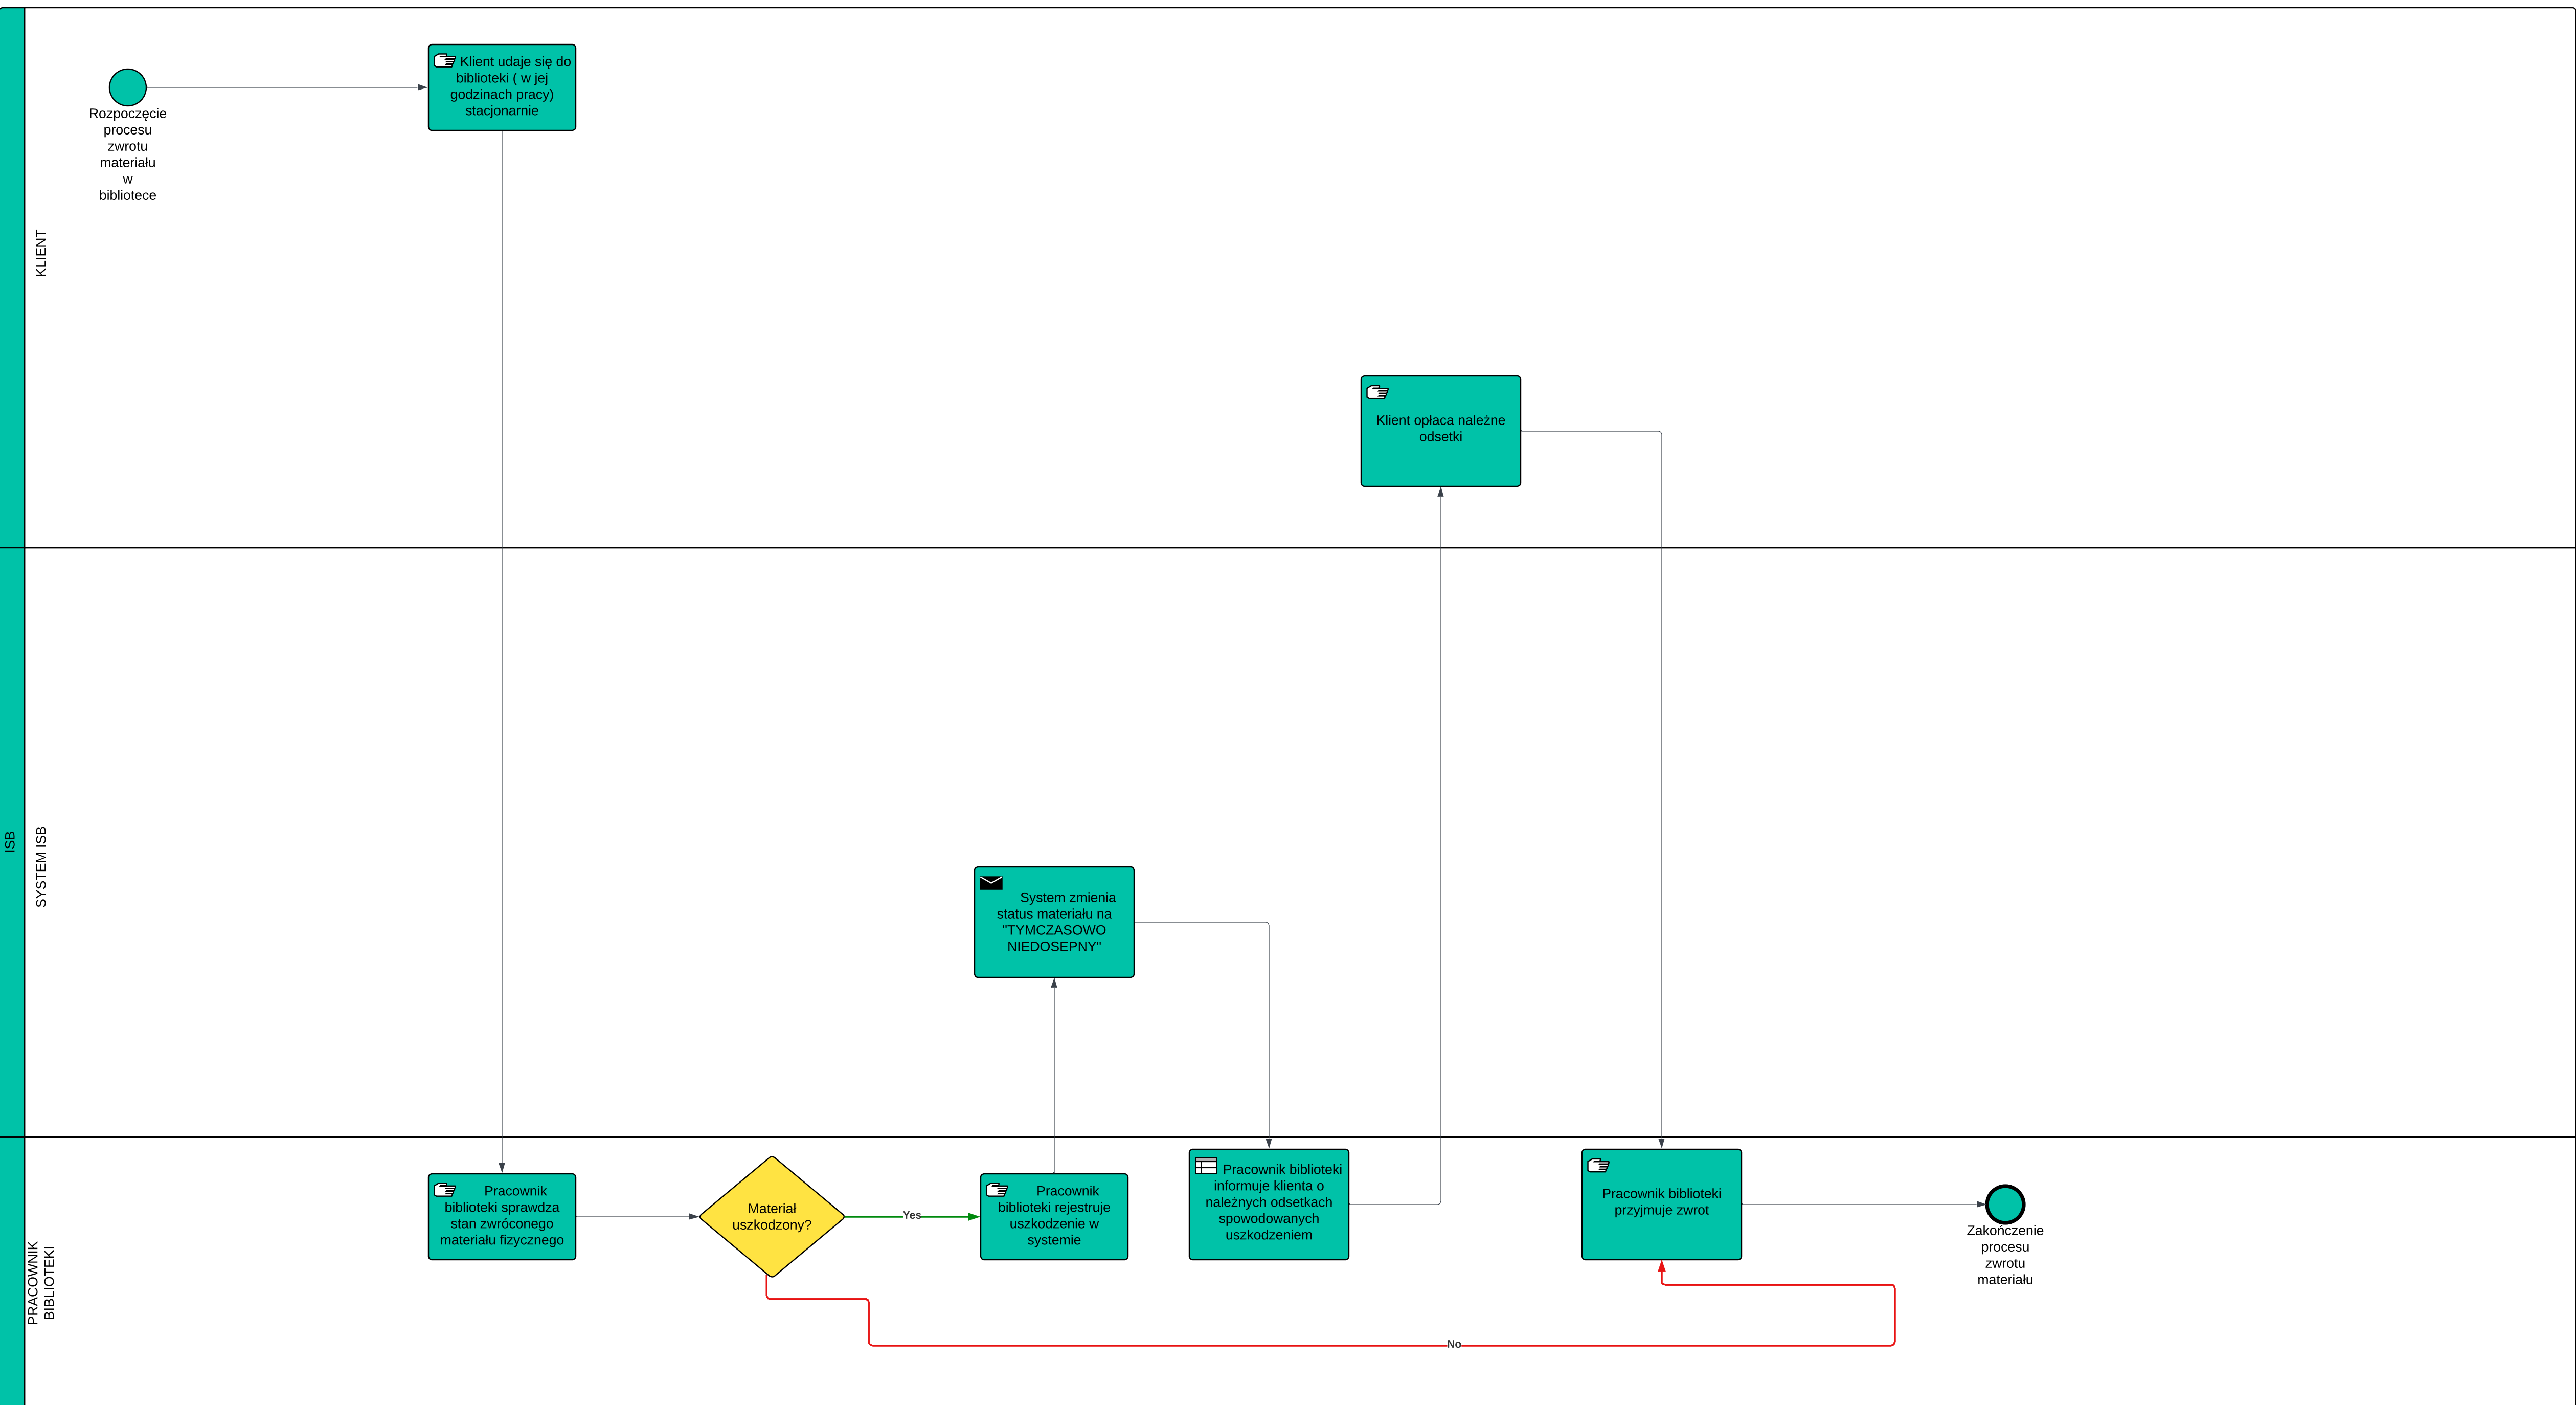 ISB
KLIENT
Rozpoczęcie
procesu
zwrotu
materiału
w
bibliotece
Klient udaje się do
biblioteki ( w jej
godzinach pracy)
stacjonarnie
Klient opłaca należne
odsetki
SYSTEM ISB
System zmienia
status materiału na
"TYMCZASOWO
NIEDOSEPNY"
PRACOWNIK
BIBLIOTEKI
Pracownik
biblioteki sprawdza
stan zwróconego
materiału fizycznego
Materiał
uszkodzony?
Yes
Pracownik
biblioteki rejestruje
uszkodzenie w
systemie
Pracownik biblioteki
informuje klienta o
należnych odsetkach
spowodowanych
uszkodzeniem
Pracownik biblioteki
przyjmuje zwrot
Zakończenie
procesu
zwrotu
materiału
No